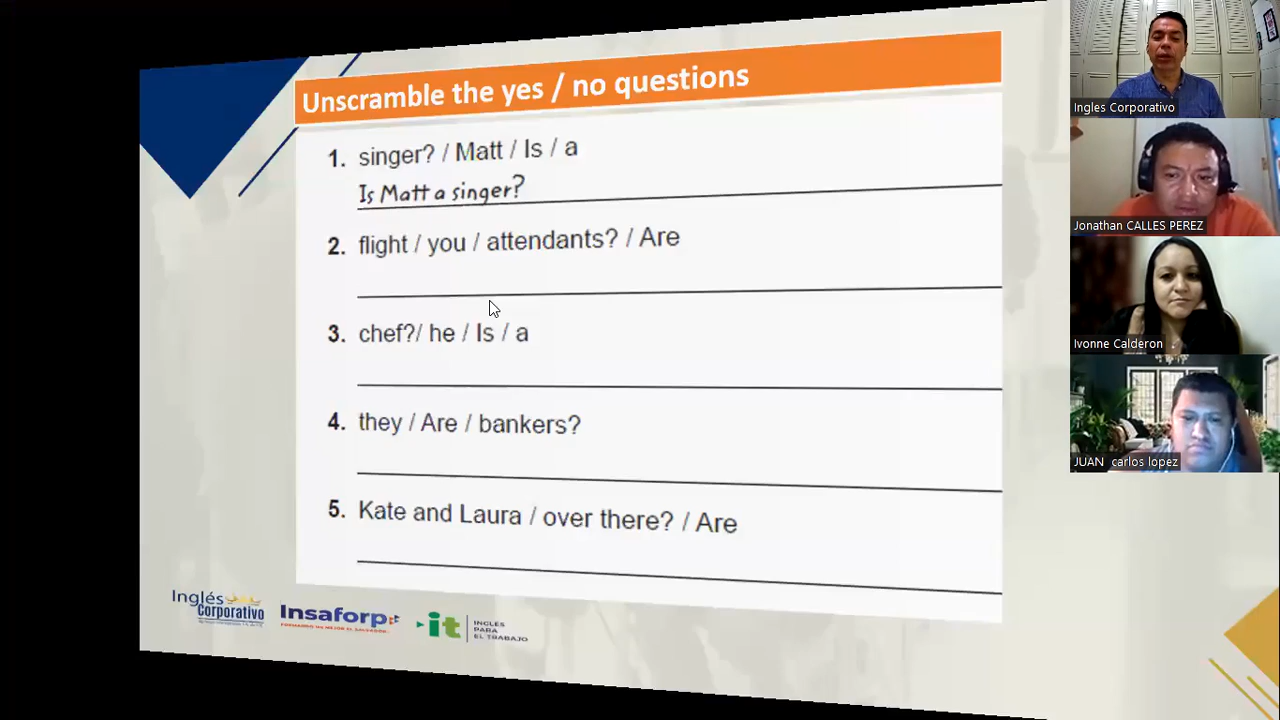 Unscramble the yes / no questions
1. singer? / Matt / Is / a
Is Matt a singer?
2. flight / you / attendants? / Are
3. chef?/ he / Is / a
4. they / Are / bankers?
5. Kate and Laura / over there? / Are
Inglés
Corporativo
Insaforp
it
INGLÉS
PARA
EL TRABAJO
Ingles Corporativo
Jonathan CALLES PEREZ
Ivonne Calderon
JUAN carlos lopez